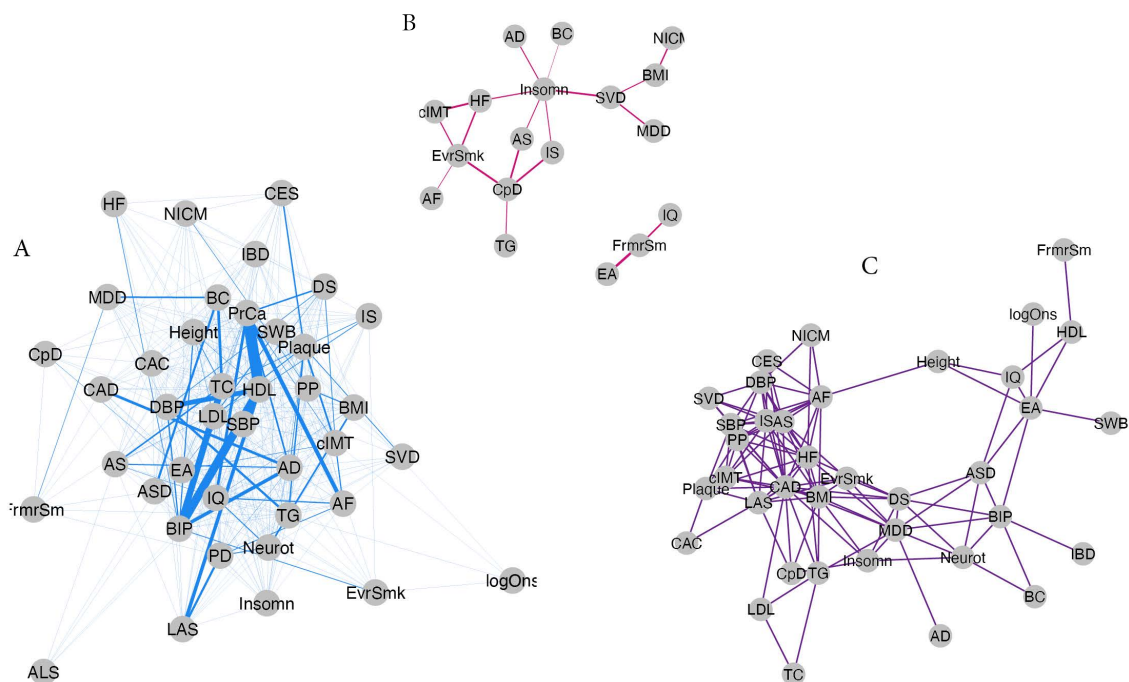 B
AD
BC
NICM
Insomn
BMI
SVD
HF
cIMT
MDD
AS
IS
EvrSmk
CpD
AF
IQ
TG
FrmrSm
EA
A
HF
NICM
CES
IBD
DS
MDD
BC
PrCa
IS
Height
SWB
Plaque
CpD
CAC
CAD
TC
HDL
PP
DBP
LDL
SBP
BMI
cIMT
AS
EA
AD
SVD
ASD
IQ
AF
FrmrSm
BIP
TG
PD
Neurot
EvrSmk
logOns
Insomn
LAS
ALS
C
FrmrSm
logOns
HDL
NICM
CES
Height
DBP
IQ
SVD
AF
EA
SBP
IS
AS
SWB
PP
HF
cIMT
CAD
EvrSmk
ASD
Plaque
LAS
BMI
DS
BIP
CAC
MDD
IBD
Insomn
Neurot
CpD
TG
BC
LDL
AD
TC